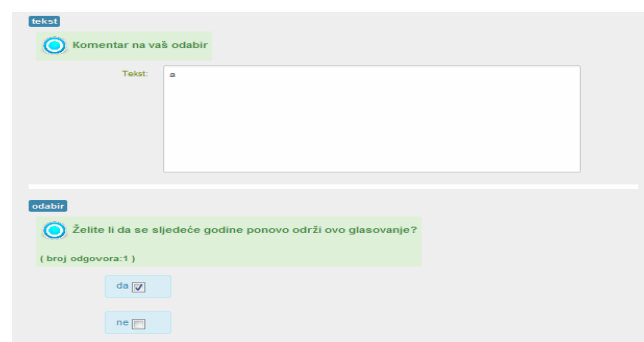 tekst
Komentar na vaš odabir
Tekst:
a
odabir
Želite li da se sljedeće godine ponovo održi ovo glasovanje?
( broj odgovora:1 )
da
ne